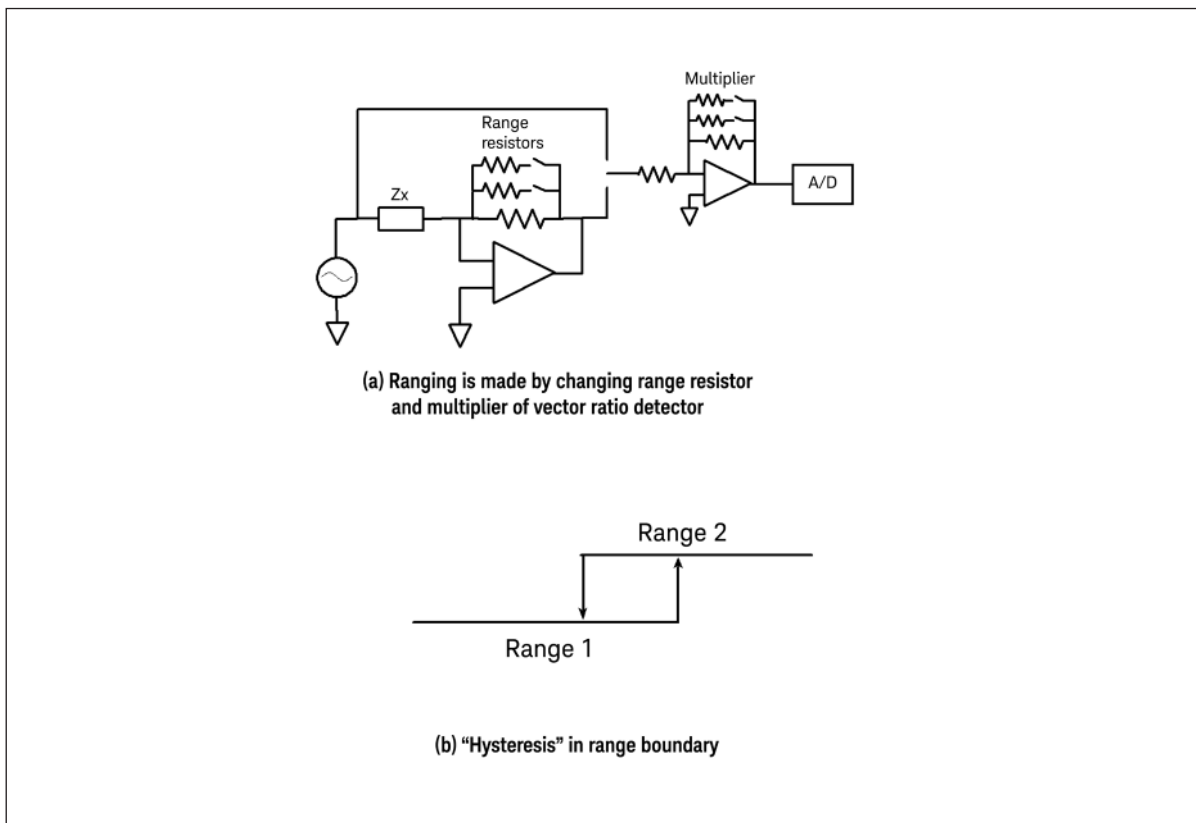 Multiplier
Range
resistors
Zx
A/D
(a) Ranging is made by changing range resistor
and multiplier of vector ratio detector
Range 2
Range 1
(b) “Hysteresis” in range boundary